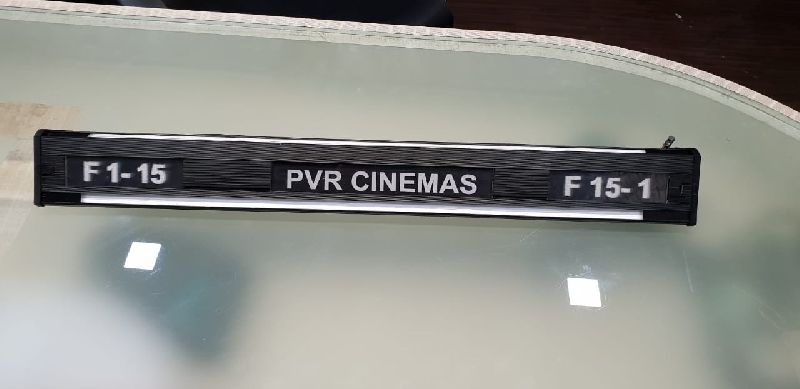 F 1- 15 PVR CINEMAS F 15- 1